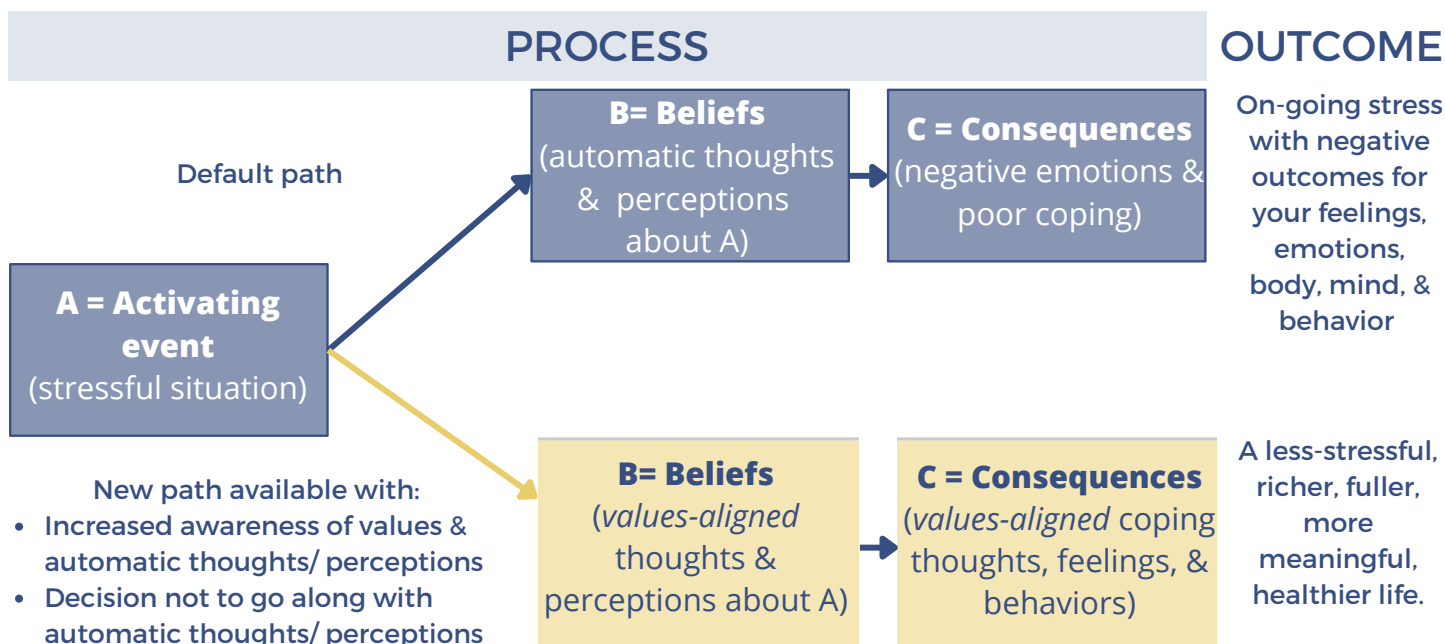 PROCESS
OUTCOME
Default path
B= Beliefs
(automatic thoughts
& perceptions
about A)
C = Consequences
(negative emotions &
poor coping)
On-going stress
with negative
outcomes for
your feelings,
emotions,
body, mind, &
behavior
A = Activating
event
(stressful situation)
New path available with:
• Increased awareness of values &
automatic thoughts/ perceptions
• Decision not to go along with
automatic thoughts/ perceptions
B= Beliefs
(values-aligned
thoughts &
perceptions about A)
C = Consequences
(values-aligned coping
thoughts, feelings, &
behaviors)
A less-stressful,
richer, fuller,
more
meaningful,
healthier life.